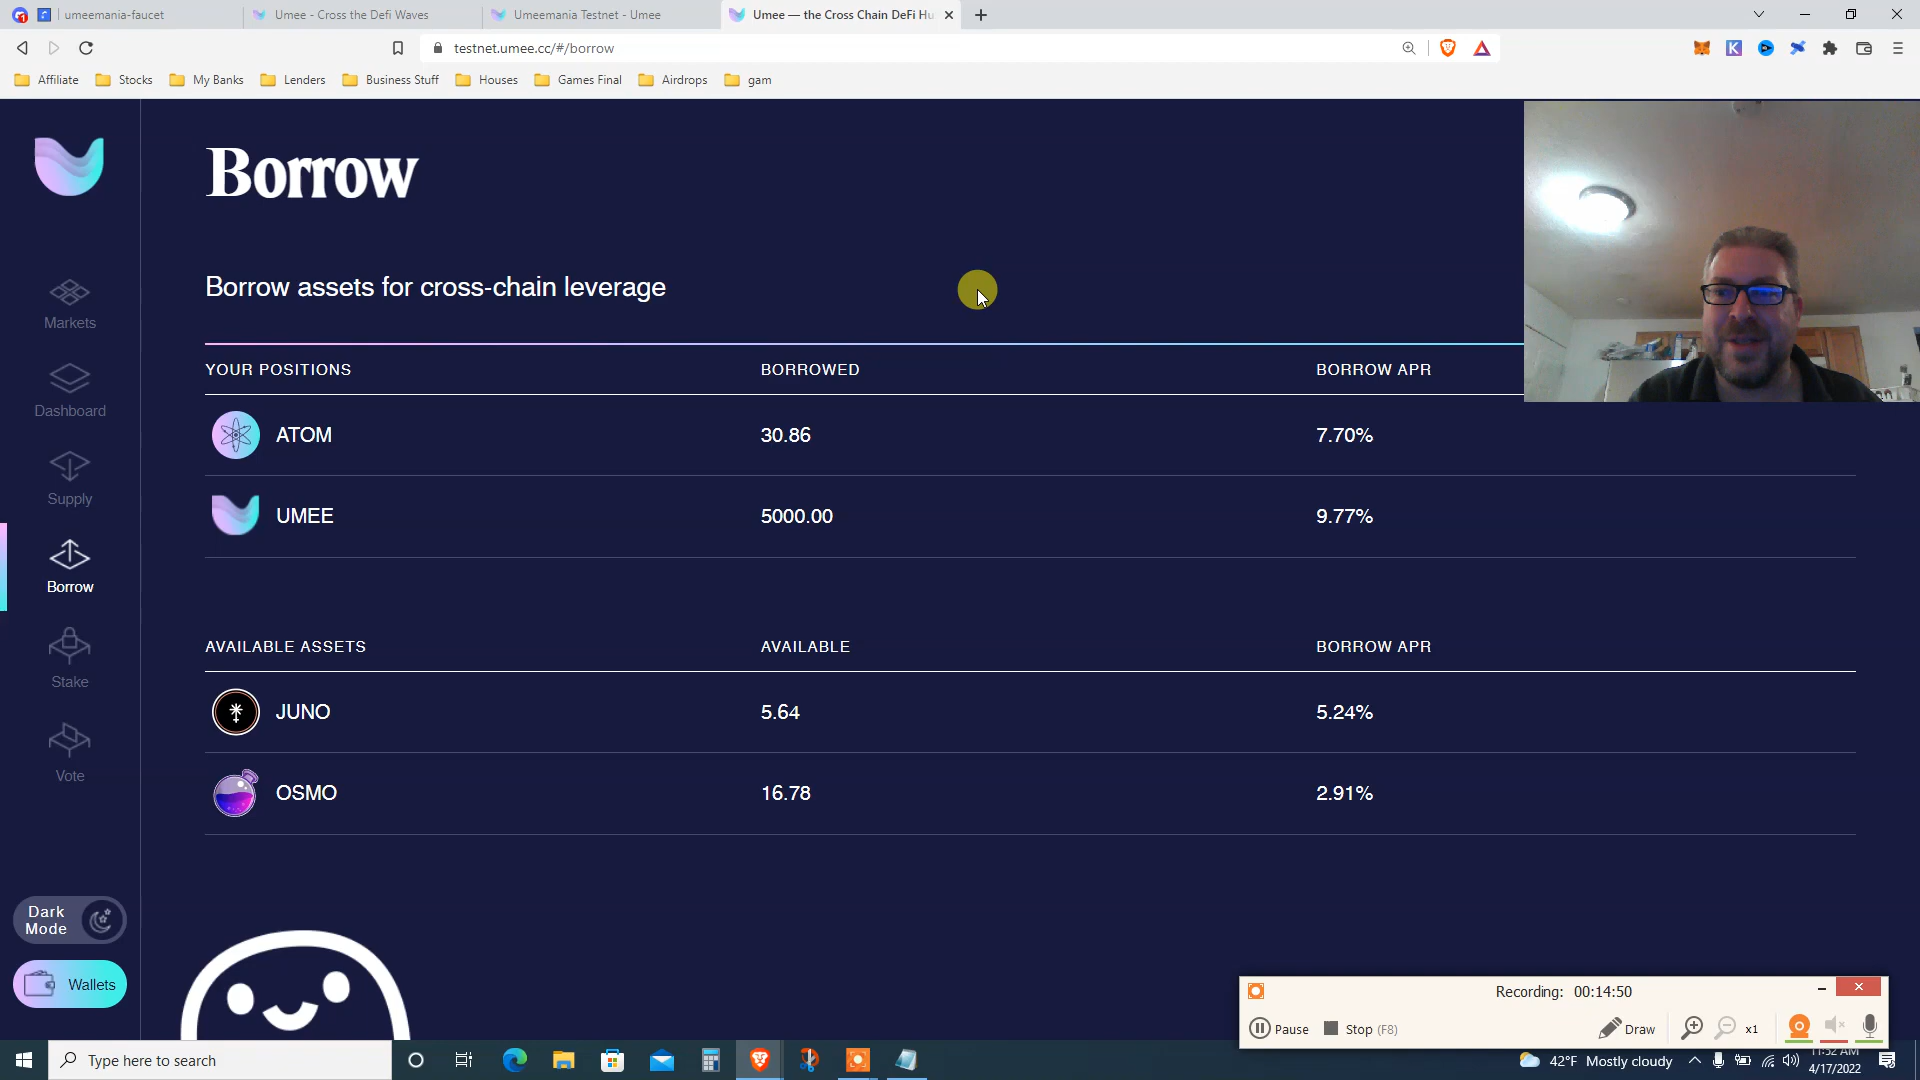 umeemania-faucet
Umee - Cross the Defi Waves
Umeemania Testnet - Umee
Umee — the Cross Chain DeFi Hu
testnet.umee.cc/#/borrow
Affiliate
Stocks
My Banks
Lenders
Business Stuff
Houses
Games Final
Airdrops
gam
Borrow
Borrow assets for cross-chain leverage
Markets
Dashboard
Supply
Borrow
Stake
Vote
YOUR POSITIONS BORROWED BORROW APR
ATOM 30.86 7.70%
UMEE 5000.00 9.77%
AVAILABLE ASSETS AVAILABLE BORROW APR
JUNO 5.64 5.24%
OSMO 16.78 2.91%
Dark
Mode
Wallets
Recording: 00:14:50
Pause
Stop (F8)
Draw
x1
Type here to search
42°F Mostly cloudy
11:52 AM
4/17/2022